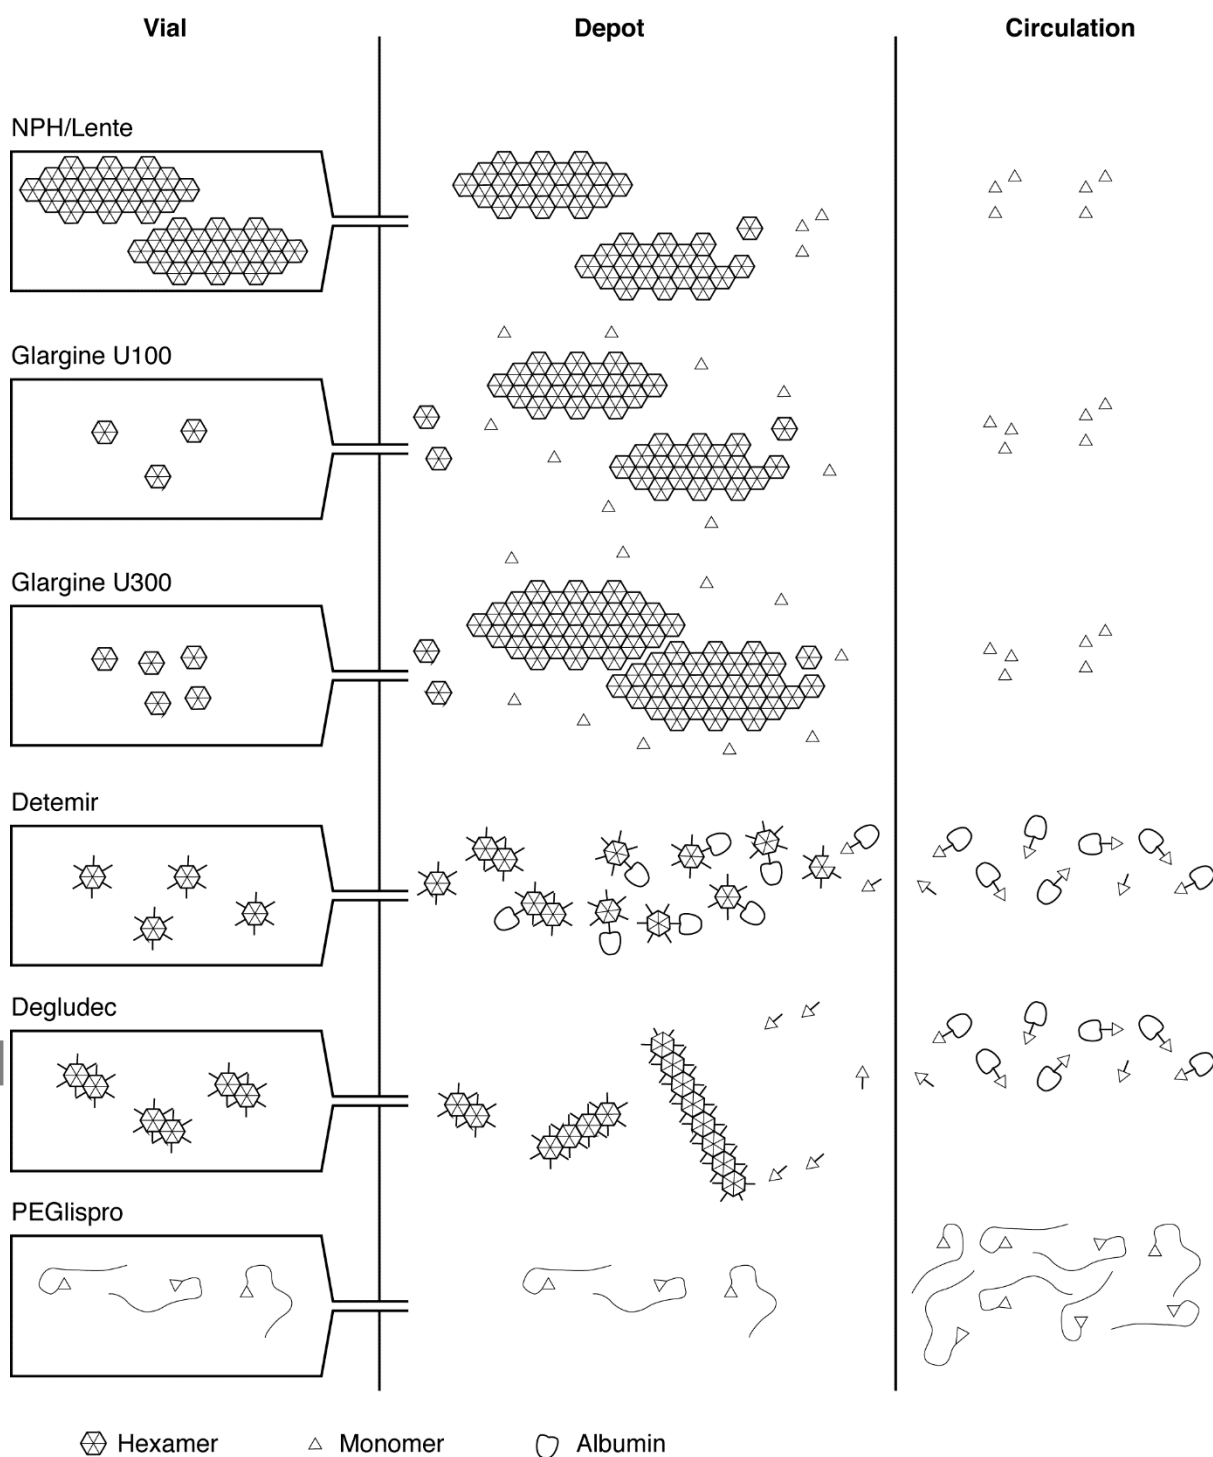 Vial Depot Circulation
NPH/Lente
Glargine U100
Glargine U300
Detemir
Degludec
PEGlispro
Hexamer Monomer Albumin